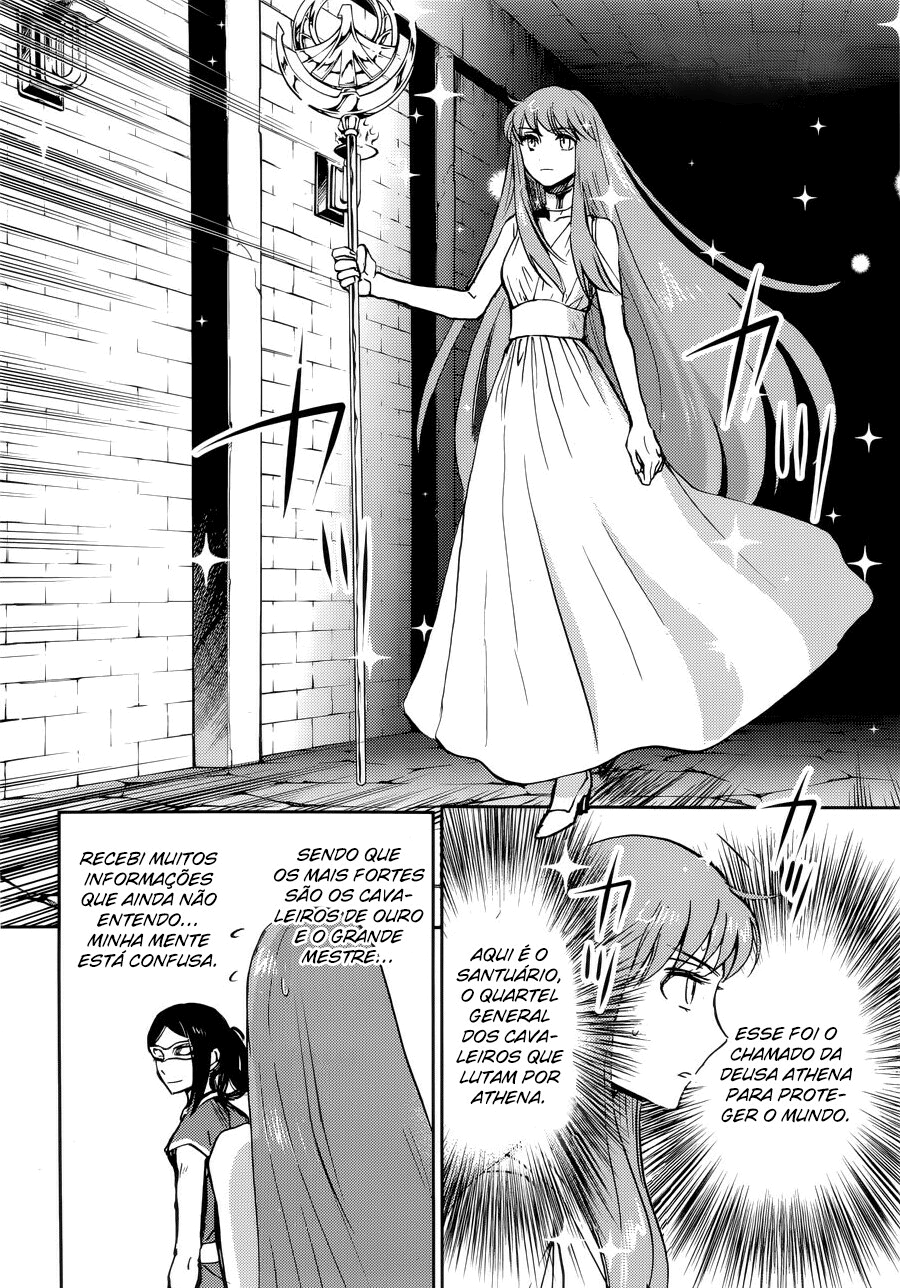 ESSE FOI O
CHAMADO DA
DEUSA ATHENA
PARA PROTE-
GER O MUNDO.
AQUI É O
SANTUÁRIO,
O QUARTEL
GENERAL
DOS CAVA-
LEIROS QUE
LUTAM POR
ATHENA.
SENDO QUE
OS MAIS FORTES
SÃO OS CAVA-
LEIROS DE OURO
E O GRANDE
MESTRE...
RECEBI MUITOS
INFORMAÇÕES
QUE AINDA NÃO
ENTENDO...
MINHA MENTE
ESTÁ CONFUSA.